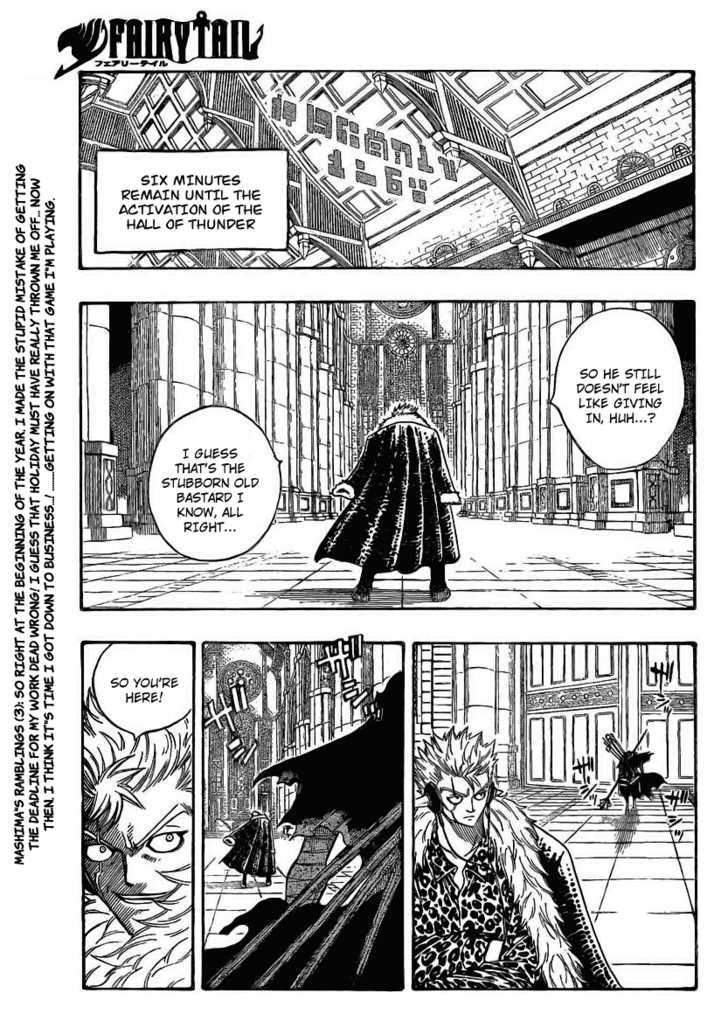 FAIRY TAIL
フェアリーテイル
SIX MINUTES
REMAIN UNTIL THE
ACTIVATION OF THE
HALL OF THUNDER
1-6
SO HE STILL
DOESN'T FEEL
LIKE GIVING
IN, HUH...?
I GUESS
THAT'S THE
STUBBORN OLD
BASTARD I
KNOW, ALL
RIGHT...
SO YOU'RE
HERE!
MASHIMA'S RAMBLINGS (3): SO RIGHT AT THE BEGINNING OF THE YEAR, I MADE THE STUPID MISTAKE OF GETTING
THE DEADLINE FOR MY WORK DEAD WRONG! I GUESS THAT HOLIDAY MUST HAVE REALLY THROWN ME OFF... NOW
THEN, I THINK IT'S TIME I GOT DOWN TO BUSINESS...! ......GETTING ON WITH THAT GAME I'M PLAYING.